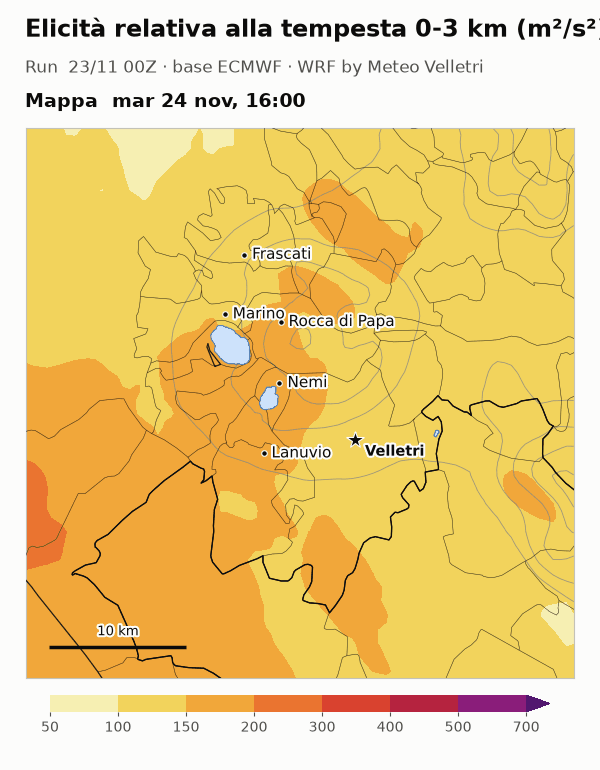 Elicità relativa alla tempesta 0-3 km (m²/s²)
Run 23/11 00Z · base ECMWF · WRF by Meteo Velletri
Mappa mar 24 nov, 16:00
Frascati
Marino
Rocca di Papa
Nemi
Velletri
Lanuvio
10 km
50 100 150 200 300 400 500 700